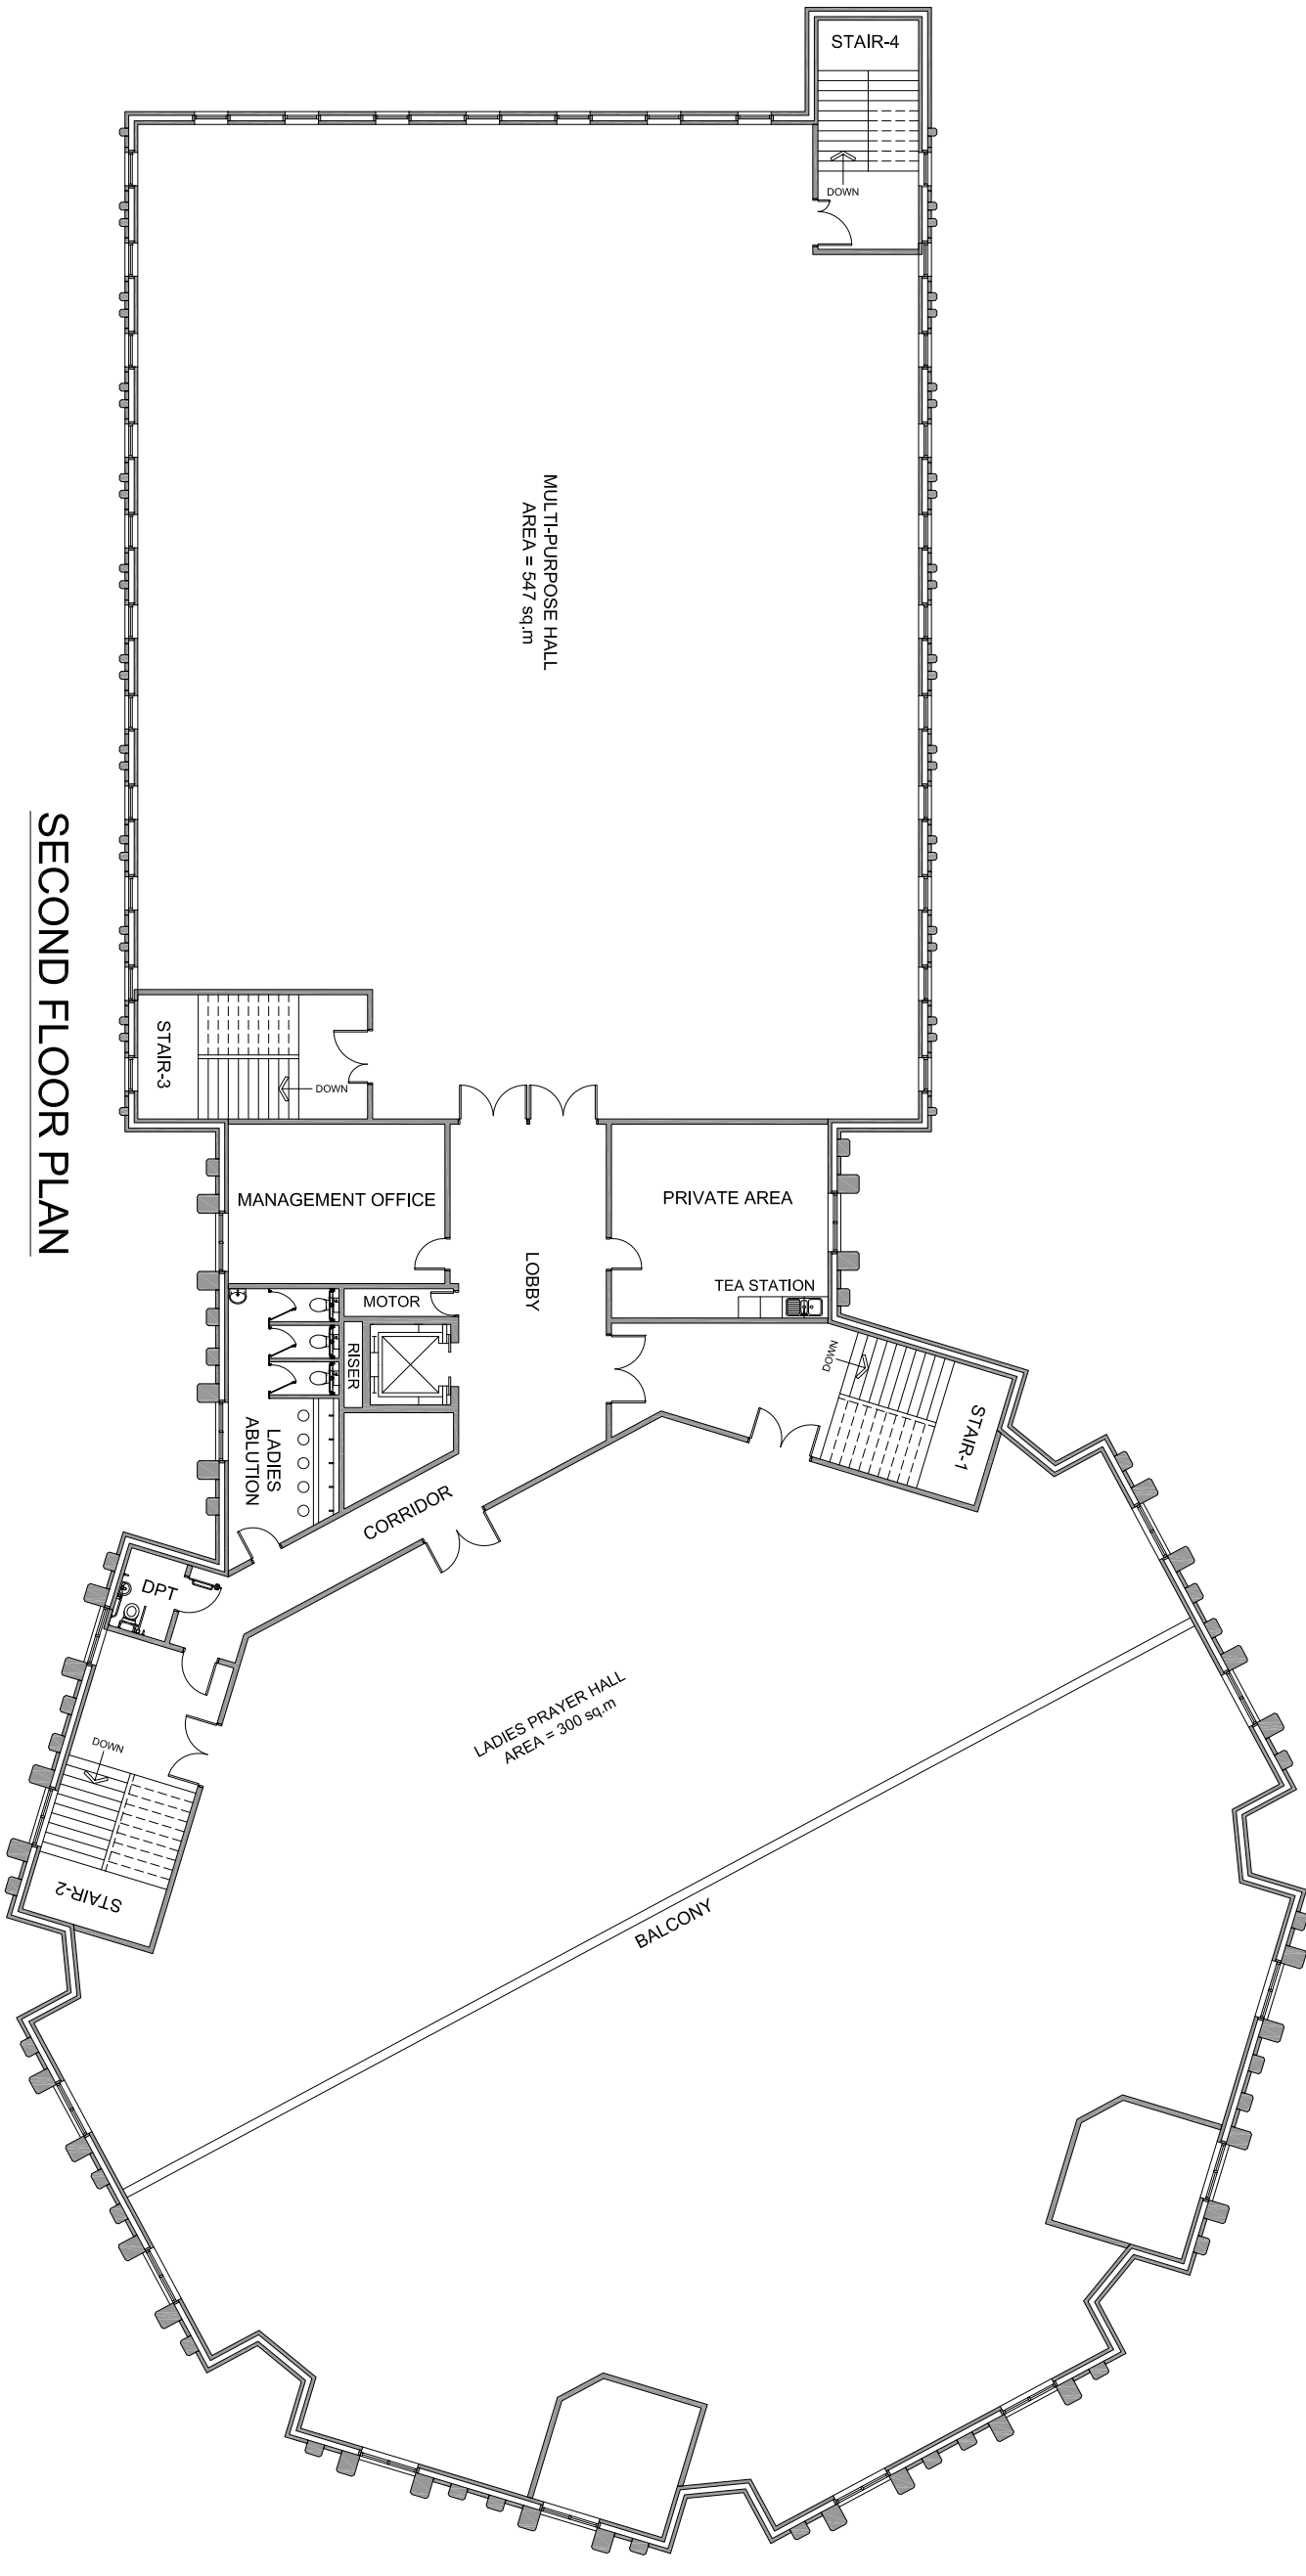 STAIR-4
DOWN
MULTI-PURPOSE HALL
AREA = 547 sq.m
STAIR-3
DOWN
MANAGEMENT OFFICE
PRIVATE AREA
LOBBY
TEA STATION
MOTOR
RISER
DOWN
STAIR-1
LADIES
ABLUTION
CORRIDOR
DPT
LADIES PRAYER HALL
AREA = 300 sq.m
DOWN
STAIR-2
BALCONY
SECOND FLOOR PLAN